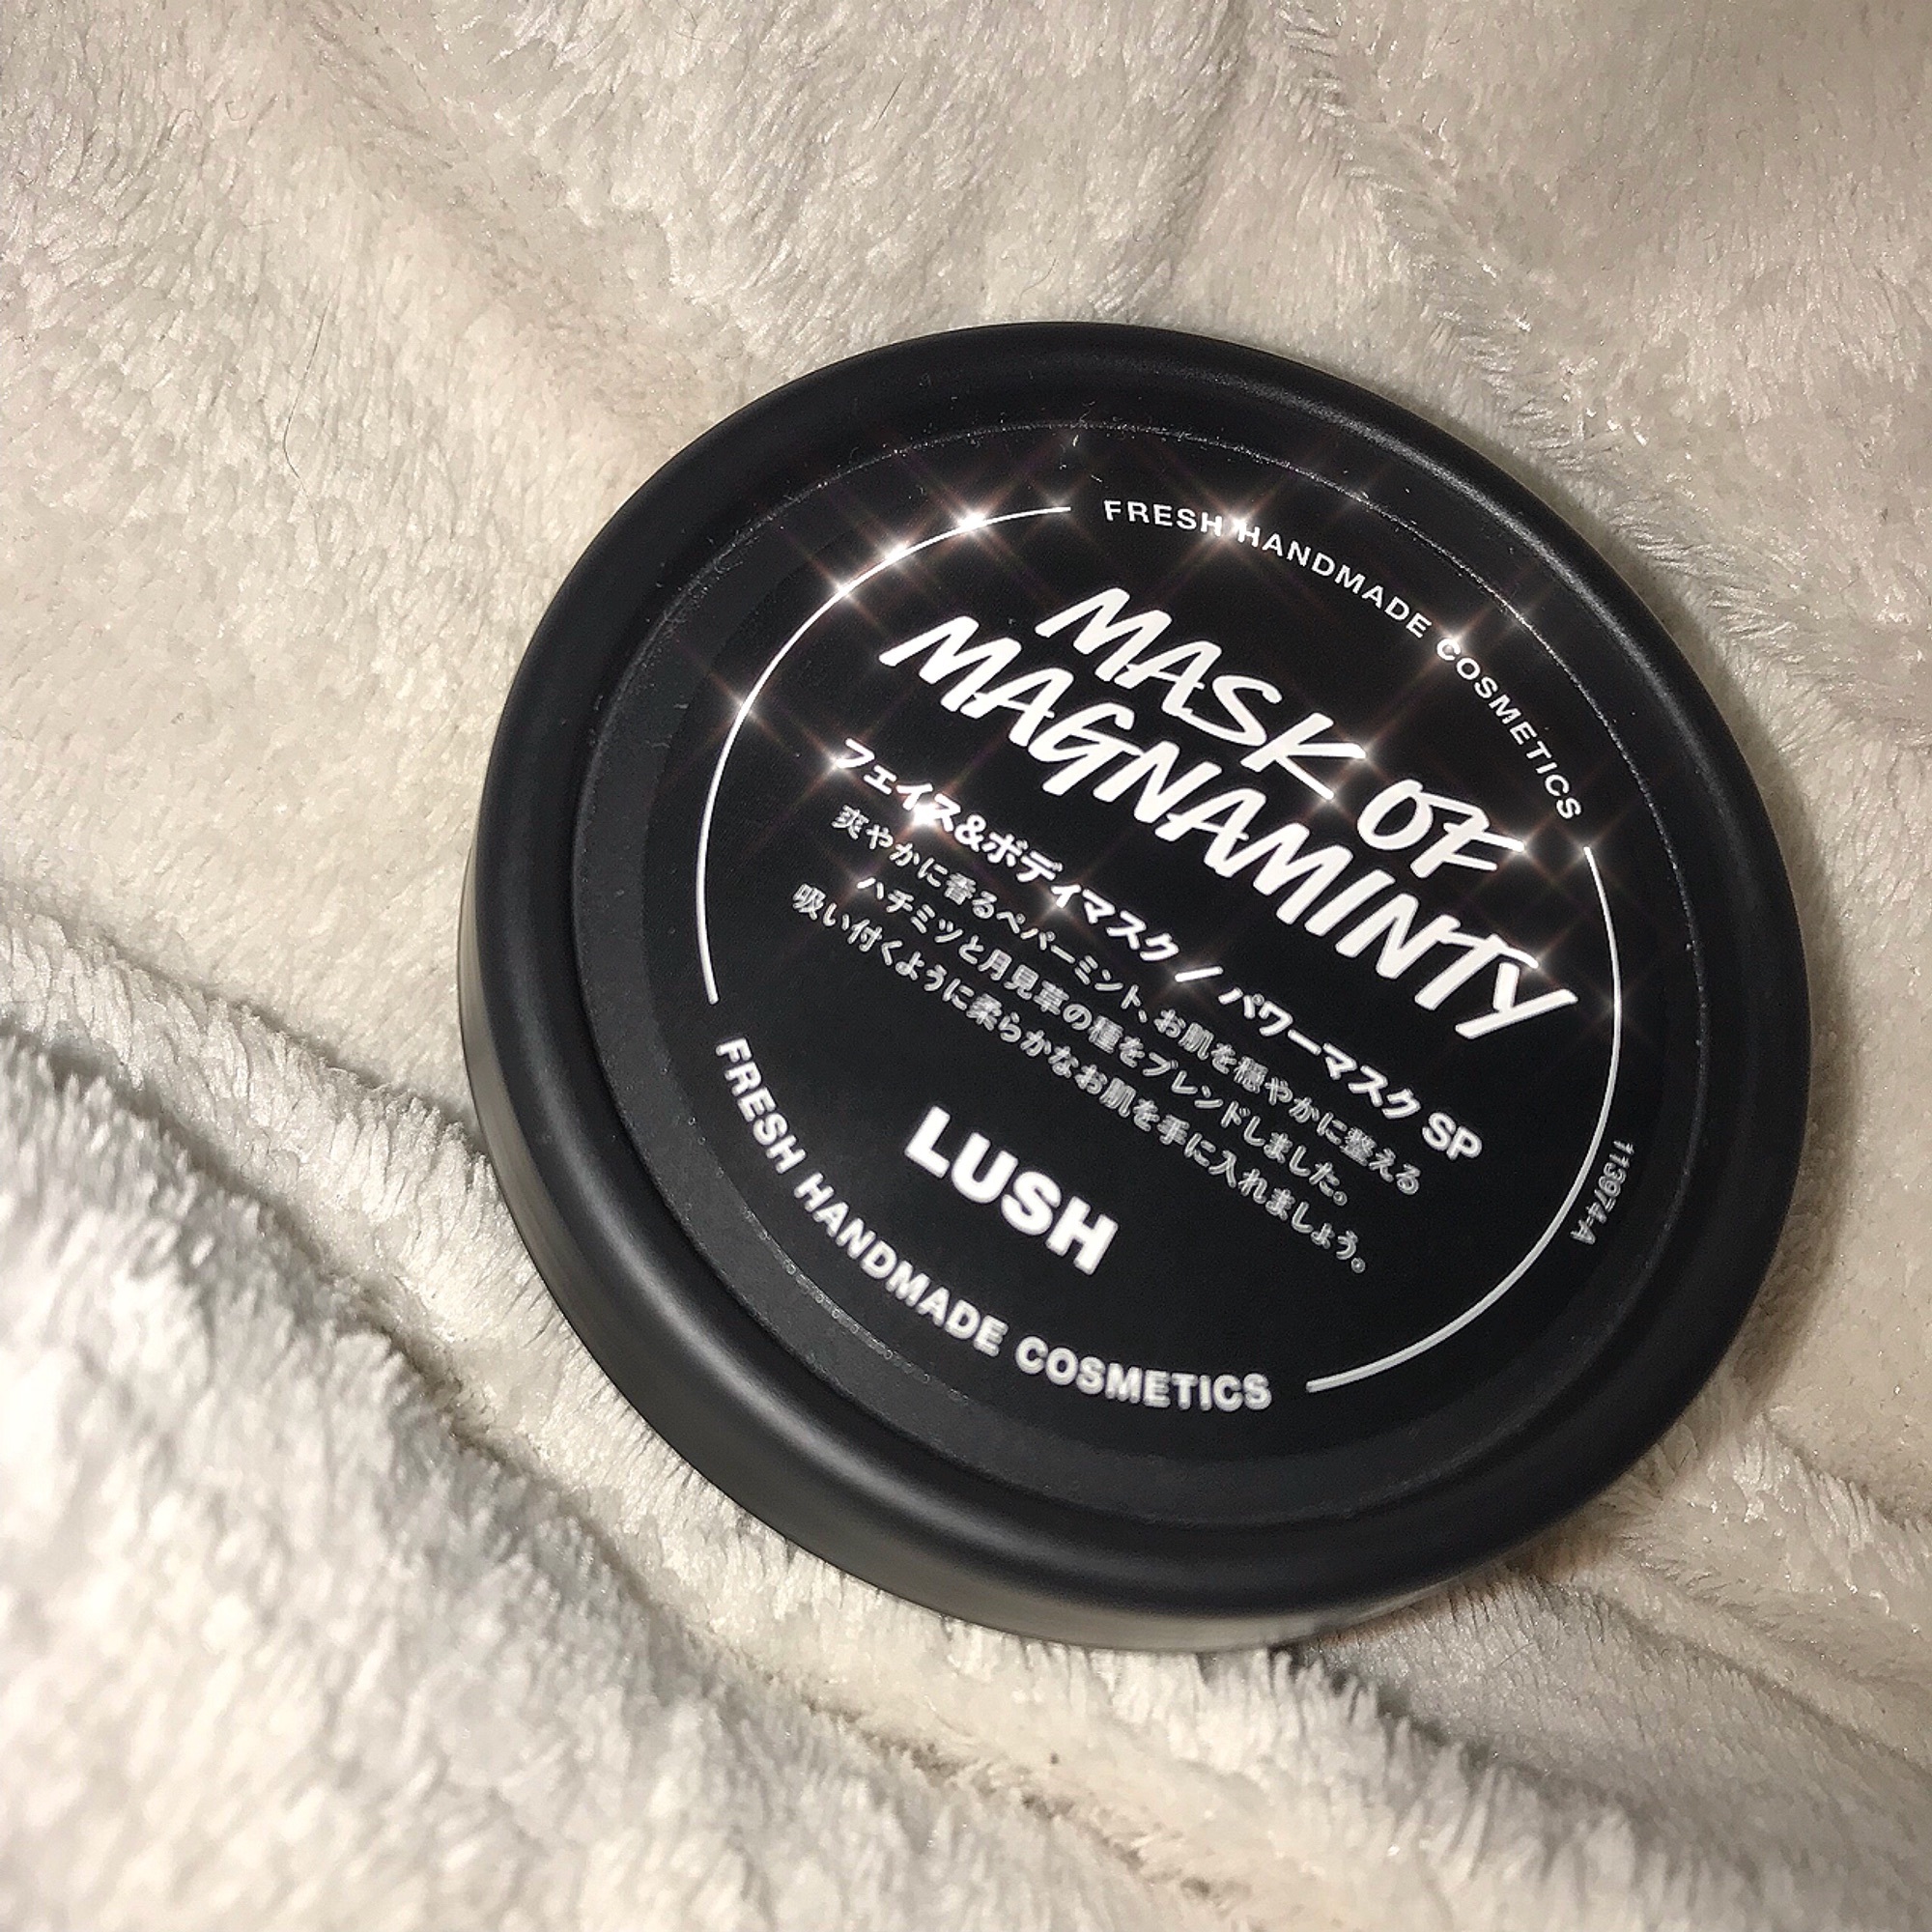 FRESH HANDMADE COSMETICS
MASK OF
MAGNAMINTY
フェイス&ボディマスク / パワーマスク SP
爽やかに香るペパーミント、お肌を穏やかに整える
ハチミツと月見草の種をブレンドしました。
吸い付くように柔らかなお肌を手に入れましょう。
LUSH
FRESH HANDMADE COSMETICS
113974-A